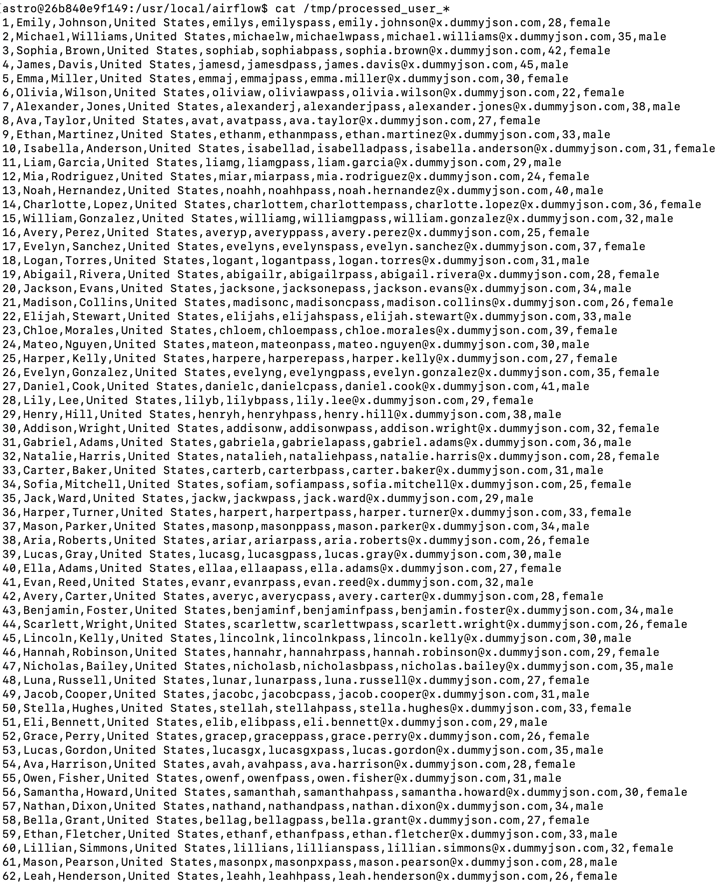 [astro@26b840e9f149:/usr/local/airflow$ cat /tmp/processed_user_*
1,Emily,Johnson,United States,emilys,emilyspass,emily.johnson@x.dummyjson.com,28,female
2,Michael,Williams,United States,michaelw,michaelwpass,michael.williams@x.dummyjson.com,35,male
3,Sophia,Brown,United States,sophiab,sophiabpass,sophia.brown@x.dummyjson.com,42,female
4,James,Davis,United States,jamesd,jamesdpass,james.davis@x.dummyjson.com,45,male
5,Emma,Miller,United States,emmaj,emmajpass,emma.miller@x.dummyjson.com,30,female
6,Olivia,Wilson,United States,oliviaw,oliviawpass,olivia.wilson@x.dummyjson.com,22,female
7,Alexander,Jones,United States,alexanderj,alexanderjpass,alexander.jones@x.dummyjson.com,38,male
8,Ava,Taylor,United States,avat,avatpass,ava.taylor@x.dummyjson.com,27,female
9,Ethan,Martinez,United States,ethanm,ethanmpass,ethan.martinez@x.dummyjson.com,33,male
10,Isabella,Anderson,United States,isabellad,isabelladpass,isabella.anderson@x.dummyjson.com,31,female
11,Liam,Garcia,United States,liamg,liamgpass,liam.garcia@x.dummyjson.com,29,male
12,Mia,Rodriguez,United States,miar,miarpass,mia.rodriguez@x.dummyjson.com,24,female
13,Noah,Hernandez,United States,noahh,noahhpass,noah.hernandez@x.dummyjson.com,40,male
14,Charlotte,Lopez,United States,charlottem,charlottempass,charlotte.lopez@x.dummyjson.com,36,female
15,William,Gonzalez,United States,williamg,williamgpass,william.gonzalez@x.dummyjson.com,32,male
16,Avery,Perez,United States,averyp,averyppass,avery.perez@x.dummyjson.com,25,female
17,Evelyn,Sanchez,United States,evelyns,evelynspass,evelyn.sanchez@x.dummyjson.com,37,female
18,Logan,Torres,United States,logant,logantpass,logan.torres@x.dummyjson.com,31,male
19,Abigail,Rivera,United States,abigailr,abigailrpass,abigail.rivera@x.dummyjson.com,28,female
20,Jackson,Evans,United States,jacksone,jacksonepass,jackson.evans@x.dummyjson.com,34,male
21,Madison,Collins,United States,madisonc,madisoncpass,madison.collins@x.dummyjson.com,26,female
22,Elijah,Stewart,United States,elijahs,elijahspass,elijah.stewart@x.dummyjson.com,33,male
23,Chloe,Morales,United States,chloem,chloempass,chloe.morales@x.dummyjson.com,39,female
24,Mateo,Nguyen,United States,mateon,mateonpass,mateo.nguyen@x.dummyjson.com,30,male
25,Harper,Kelly,United States,harpere,harperepass,harper.kelly@x.dummyjson.com,27,female
26,Evelyn,Gonzalez,United States,evelyng,evelyngpass,evelyn.gonzalez@x.dummyjson.com,35,female
27,Daniel,Cook,United States,danielc,danielcpass,daniel.cook@x.dummyjson.com,41,male
28,Lily,Lee,United States,lilyb,lilybpass,lily.lee@x.dummyjson.com,29,female
29,Henry,Hill,United States,henryh,henryhpass,henry.hill@x.dummyjson.com,38,male
30,Addison,Wright,United States,addisonw,addisonwpass,addison.wright@x.dummyjson.com,32,female
31,Gabriel,Adams,United States,gabriela,gabrielapass,gabriel.adams@x.dummyjson.com,36,male
32,Natalie,Harris,United States,natalieh,nataliehpass,natalie.harris@x.dummyjson.com,28,female
33,Carter,Baker,United States,carterb,carterbpass,carter.baker@x.dummyjson.com,31,male
34,Sofia,Mitchell,United States,sofiam,sofiampass,sofia.mitchell@x.dummyjson.com,25,female
35,Jack,Ward,United States,jackw,jackwpass,jack.ward@x.dummyjson.com,29,male
36,Harper,Turner,United States,harpert,harpertpass,harper.turner@x.dummyjson.com,33,female
37,Mason,Parker,United States,masonp,masonppass,mason.parker@x.dummyjson.com,34,male
38,Aria,Roberts,United States,ariar,ariarpass,aria.roberts@x.dummyjson.com,26,female
39,Lucas,Gray,United States,lucasg,lucasgpass,lucas.gray@x.dummyjson.com,30,male
40,Ella,Adams,United States,ellaa,ellaapass,ella.adams@x.dummyjson.com,27,female
41,Evan,Reed,United States,evanr,evanrpass,evan.reed@x.dummyjson.com,32,male
42,Avery,Carter,United States,averyc,averycpass,avery.carter@x.dummyjson.com,28,female
43,Benjamin,Foster,United States,benjaminf,benjaminfpass,benjamin.foster@x.dummyjson.com,34,male
44,Scarlett,Wright,United States,scarlettw,scarlettwpass,scarlett.wright@x.dummyjson.com,26,female
45,Lincoln,Kelly,United States,lincolnk,lincolnkpass,lincoln.kelly@x.dummyjson.com,30,male
46,Hannah,Robinson,United States,hannahr,hannahrpass,hannah.robinson@x.dummyjson.com,29,female
47,Nicholas,Bailey,United States,nicholasb,nicholasbpass,nicholas.bailey@x.dummyjson.com,35,male
48,Luna,Russell,United States,lunar,lunarpass,luna.russell@x.dummyjson.com,27,female
49,Jacob,Cooper,United States,jacobc,jacobcpass,jacob.cooper@x.dummyjson.com,31,male
50,Stella,Hughes,United States,stellah,stellahpass,stella.hughes@x.dummyjson.com,33,female
51,Eli,Bennett,United States,elib,elibpass,eli.bennett@x.dummyjson.com,29,male
52,Grace,Perry,United States,gracep,graceppass,grace.perry@x.dummyjson.com,26,female
53,Lucas,Gordon,United States,lucasgx,lucasgxpass,lucas.gordon@x.dummyjson.com,35,male
54,Ava,Harrison,United States,avah,avahpass,ava.harrison@x.dummyjson.com,28,female
55,Owen,Fisher,United States,owenf,owenfpass,owen.fisher@x.dummyjson.com,31,male
56,Samantha,Howard,United States,samanthah,samanthahpass,samantha.howard@x.dummyjson.com,30,female
57,Nathan,Dixon,United States,nathand,nathandpass,nathan.dixon@x.dummyjson.com,34,male
58,Bella,Grant,United States,bellag,bellagpass,bella.grant@x.dummyjson.com,27,female
59,Ethan,Fletcher,United States,ethanf,ethanfpass,ethan.fletcher@x.dummyjson.com,33,male
60,Lillian,Simmons,United States,lillians,lillianspass,lillian.simmons@x.dummyjson.com,32,female
61,Mason,Pearson,United States,masonpx,masonpxpass,mason.pearson@x.dummyjson.com,28,male
62,Leah,Henderson,United States,leahh,leahhpass,leah.henderson@x.dummyjson.com,26,female